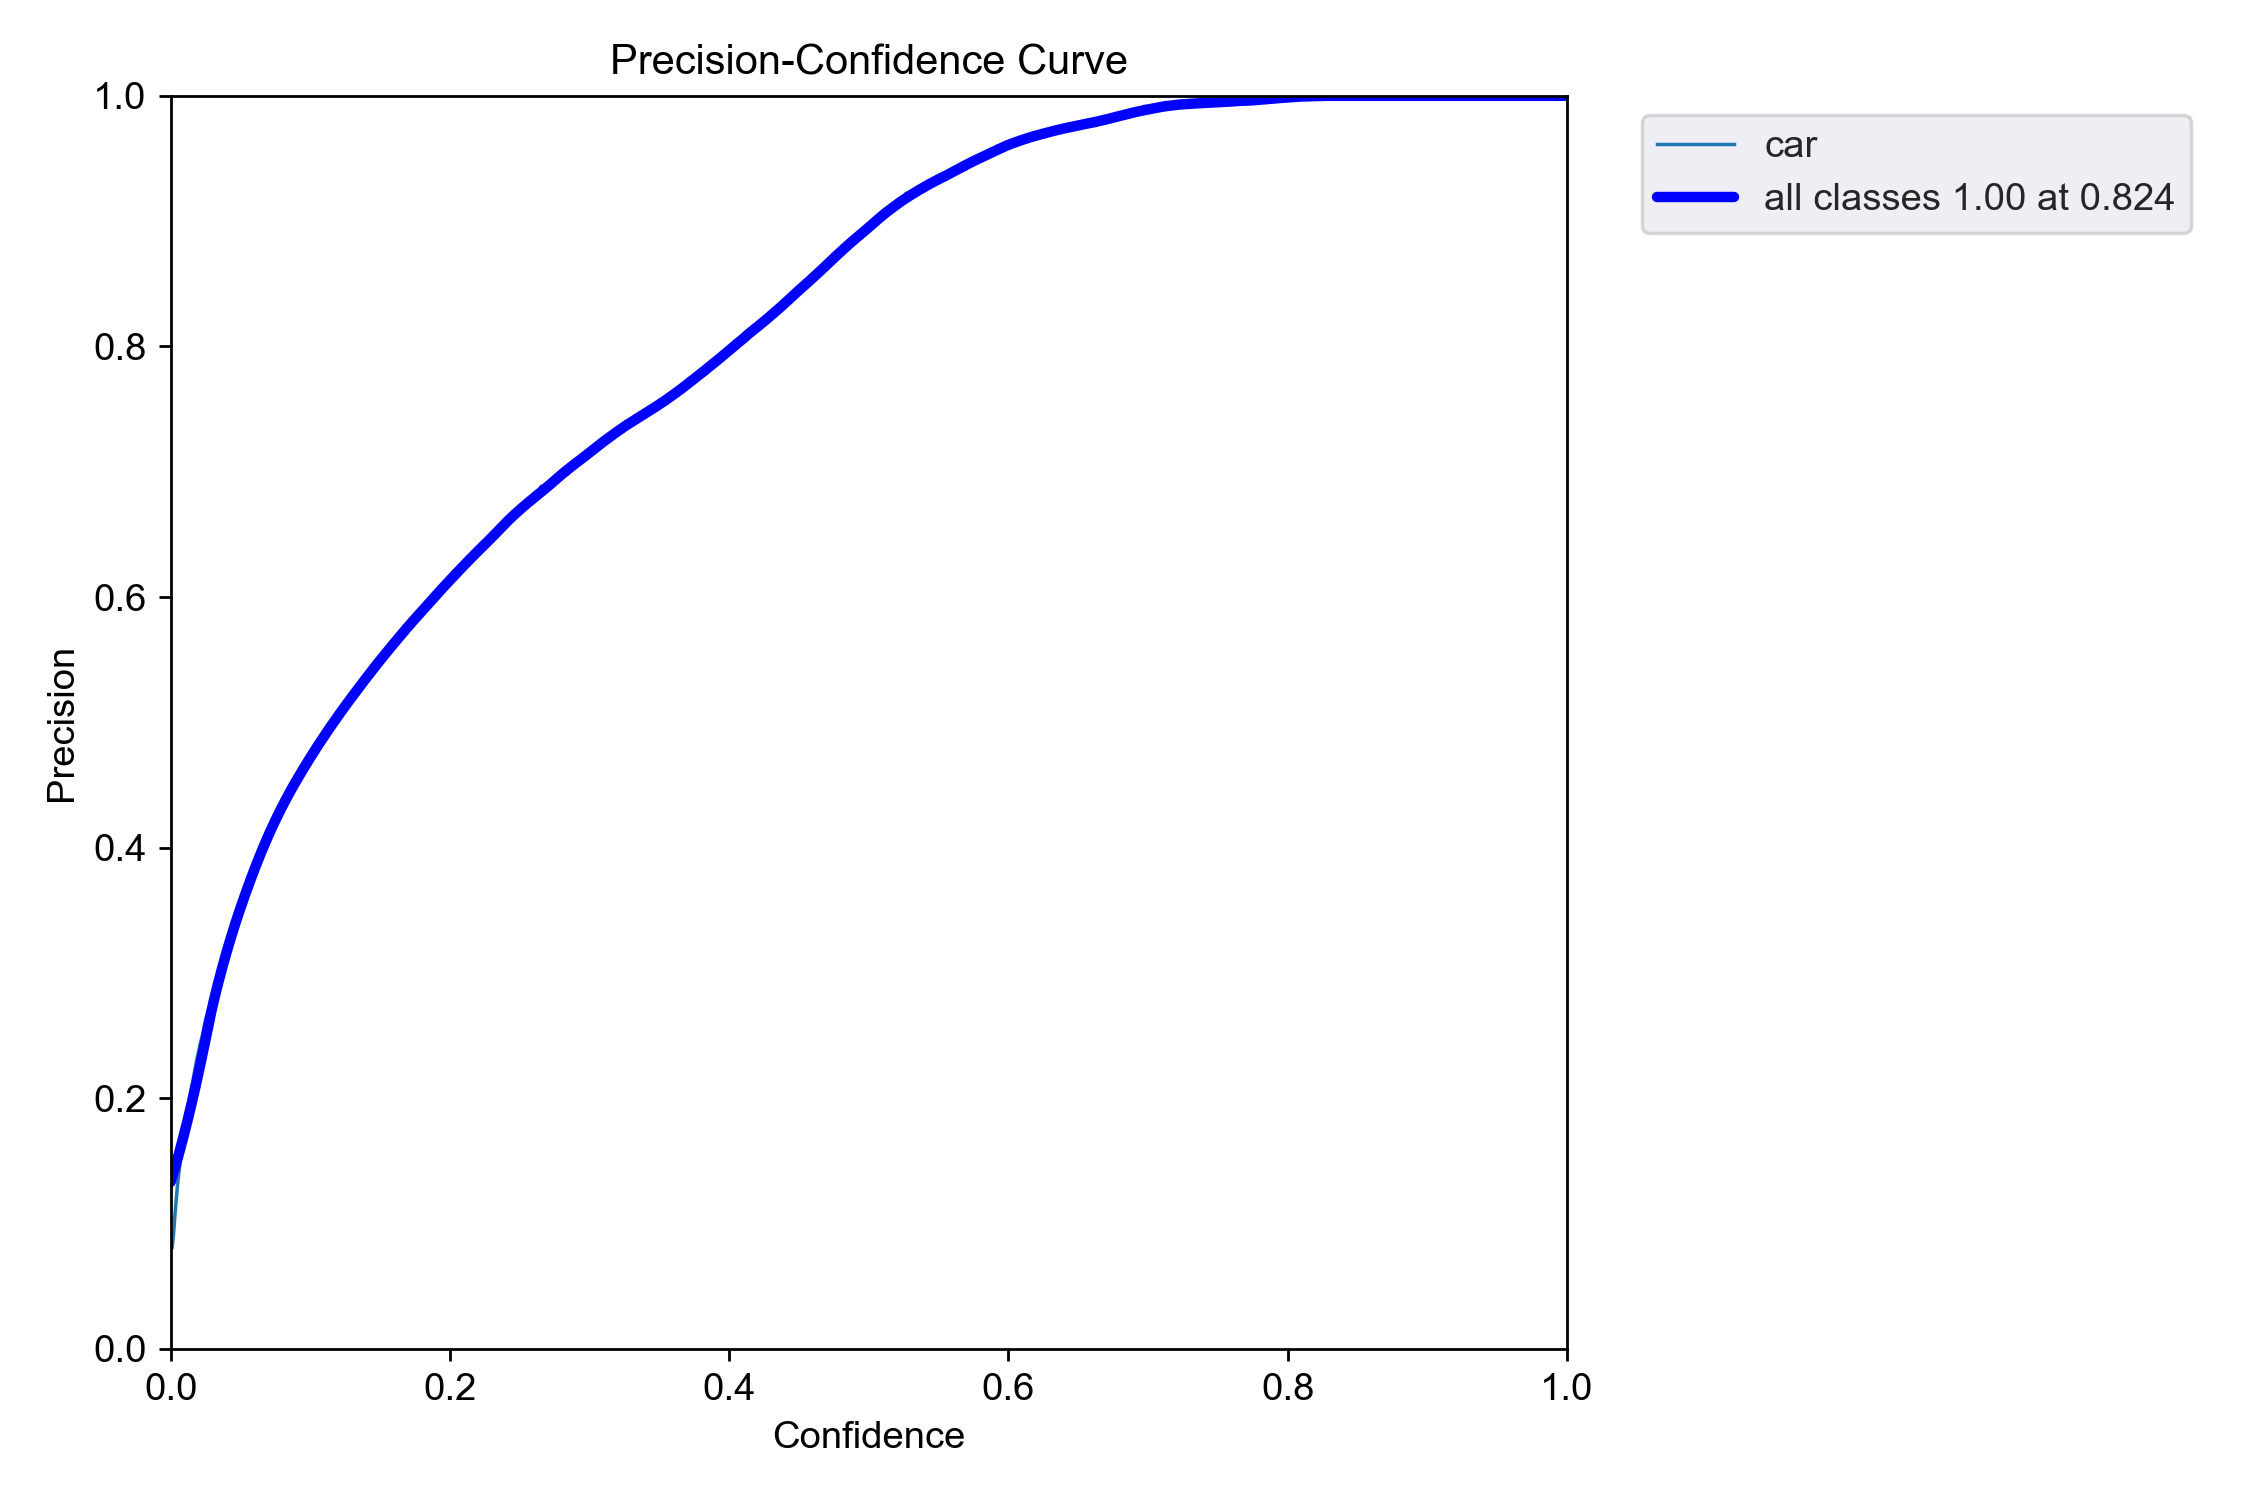 Precision-Confidence Curve
1.0
0.8
0.6
0.4
0.2
0.0
Precision
0.0 0.2 0.4 0.6 0.8 1.0
Confidence
car
all classes 1.00 at 0.824